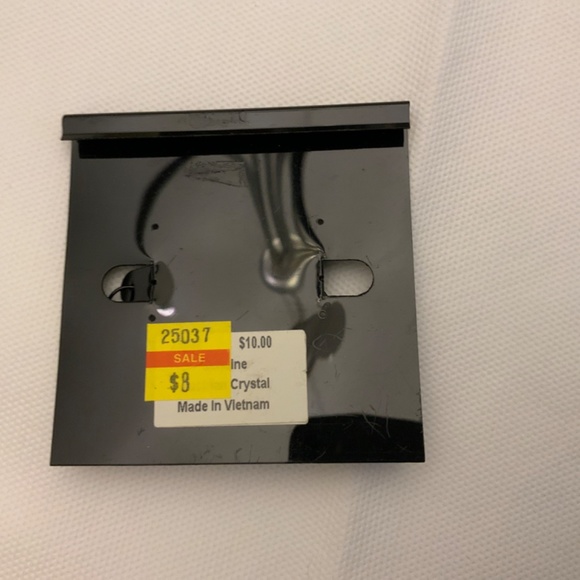 25037
SALE
$8
$10.00
ine
Crystal
Made In Vietnam